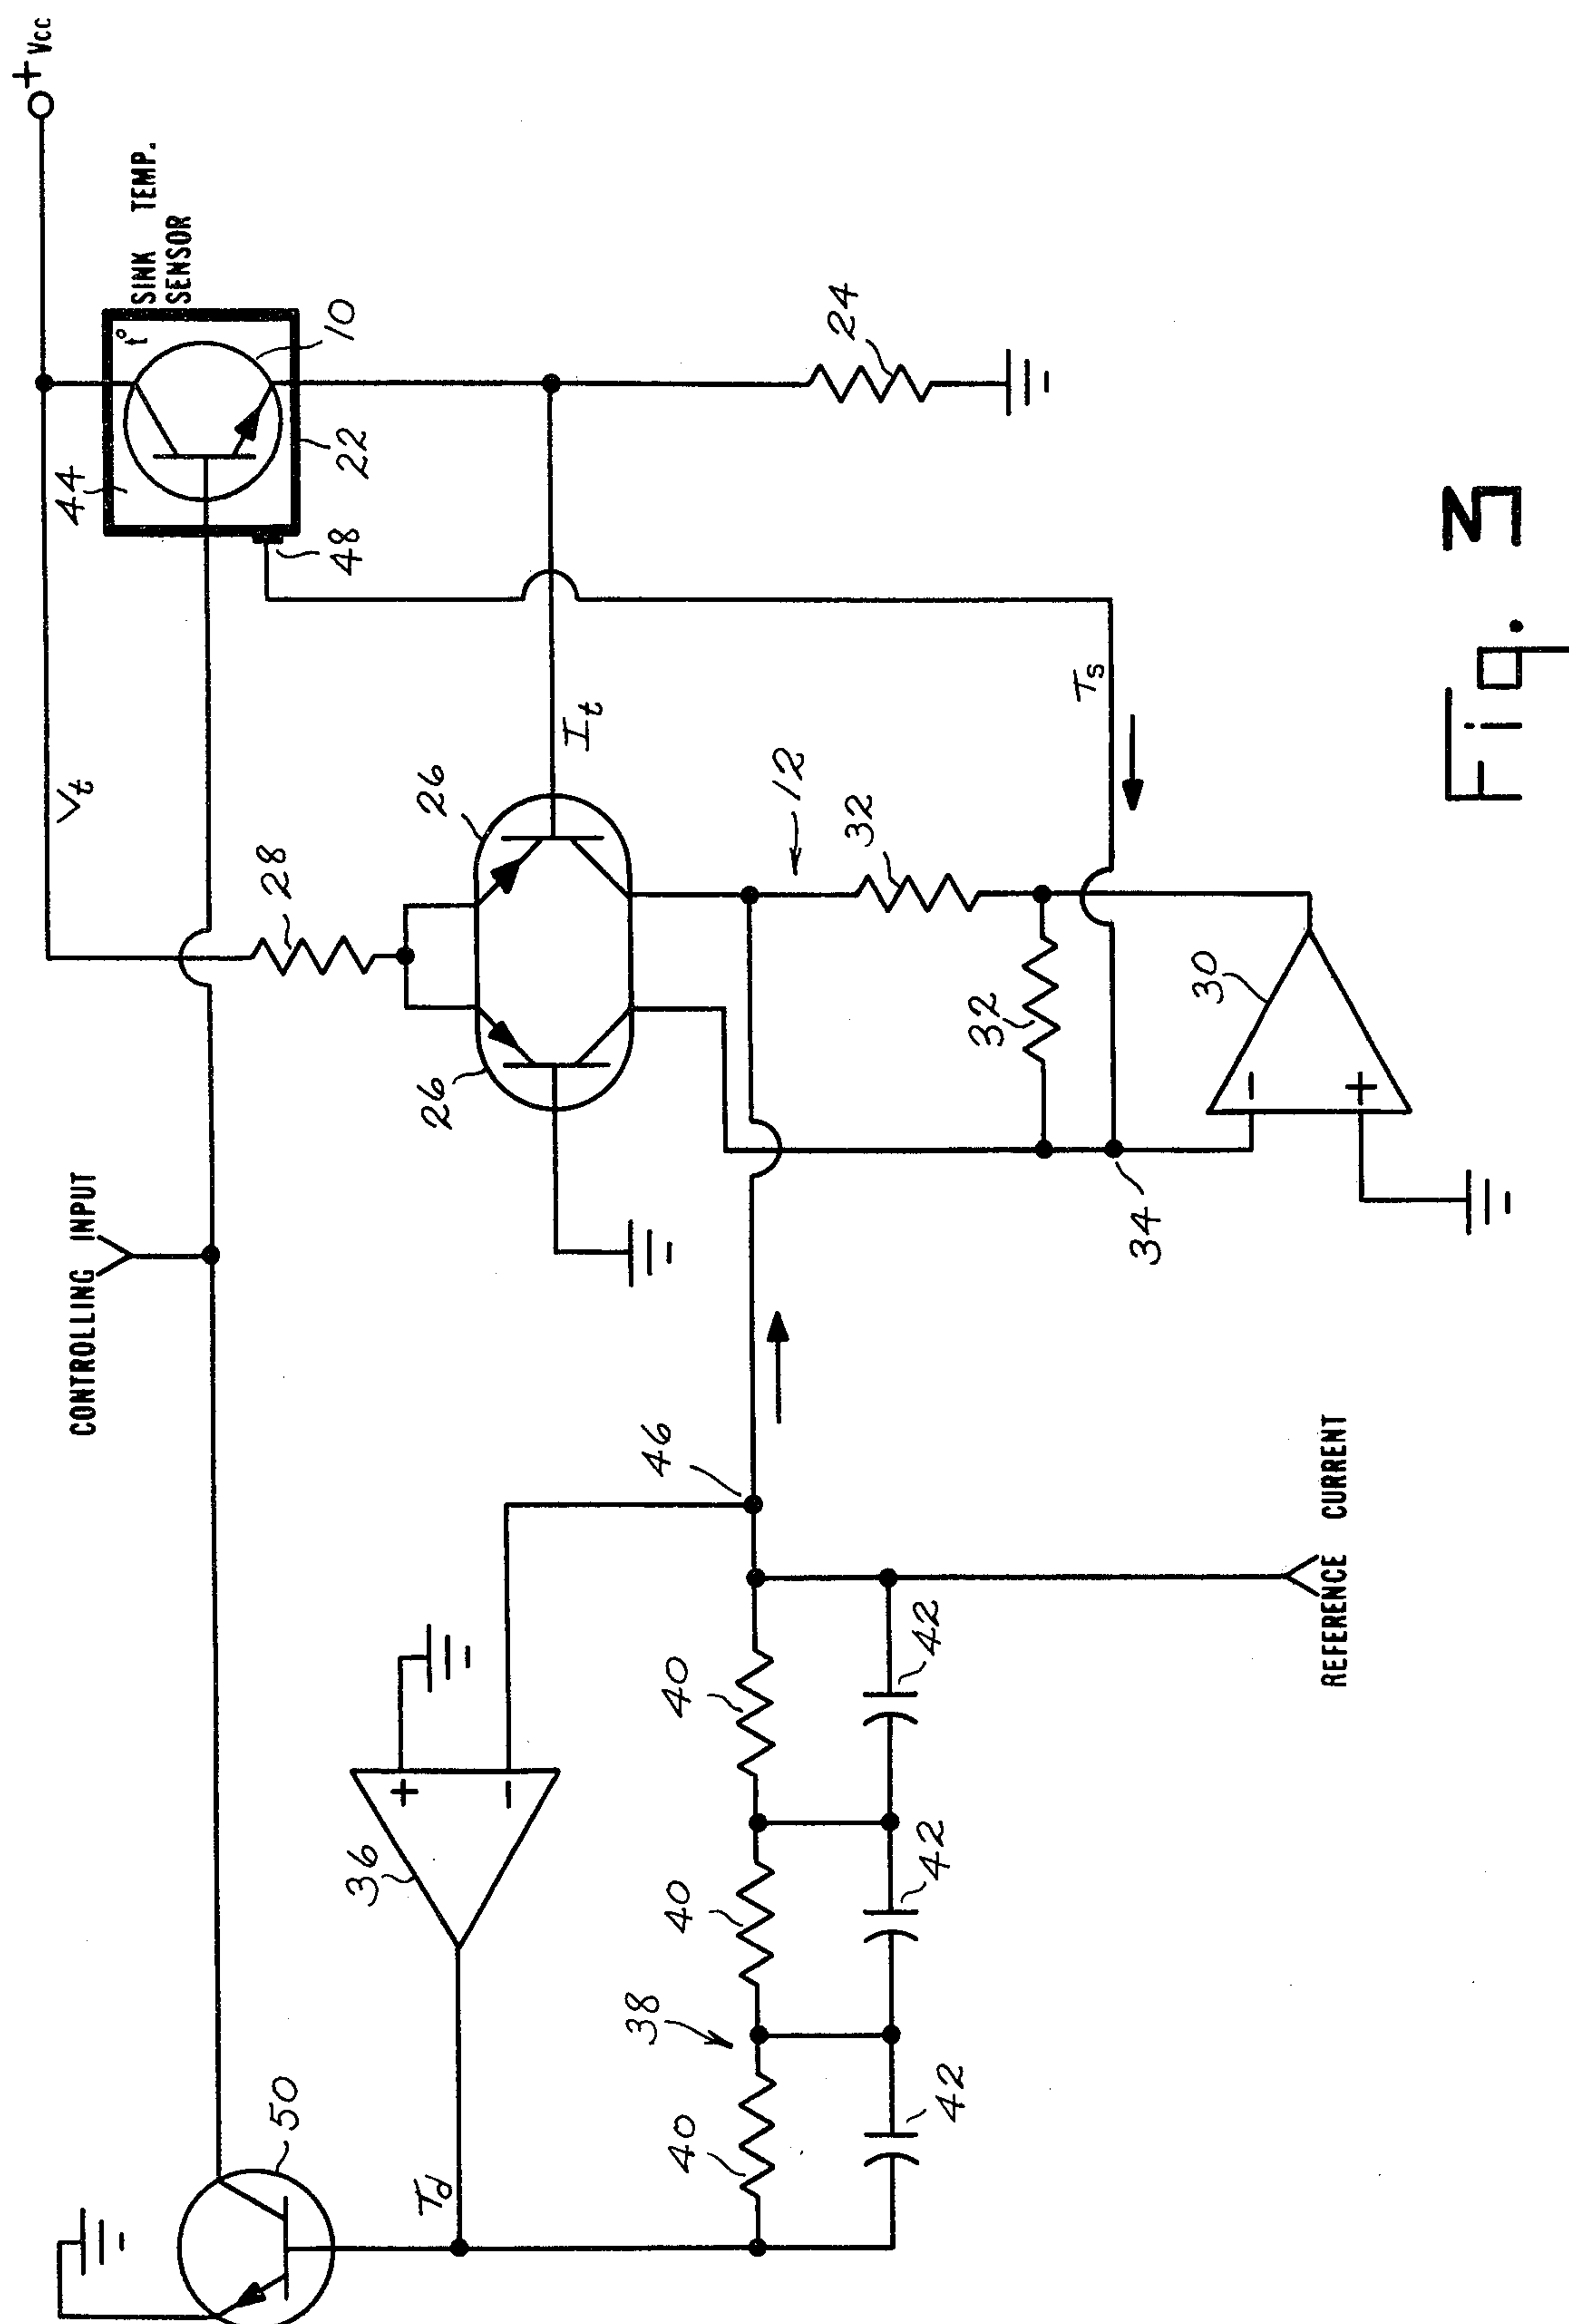 + Vcc
SINK TEMP.
SENSOR
t°
10
44
22
48
Vt
24
It
Ts
CONTROLLING INPUT
28
26
26
12
32
32
34
30
-
+
46
REFERENCE CURRENT
36
+
-
40
40
40
42
42
42
38
50
Td
Fig. 3